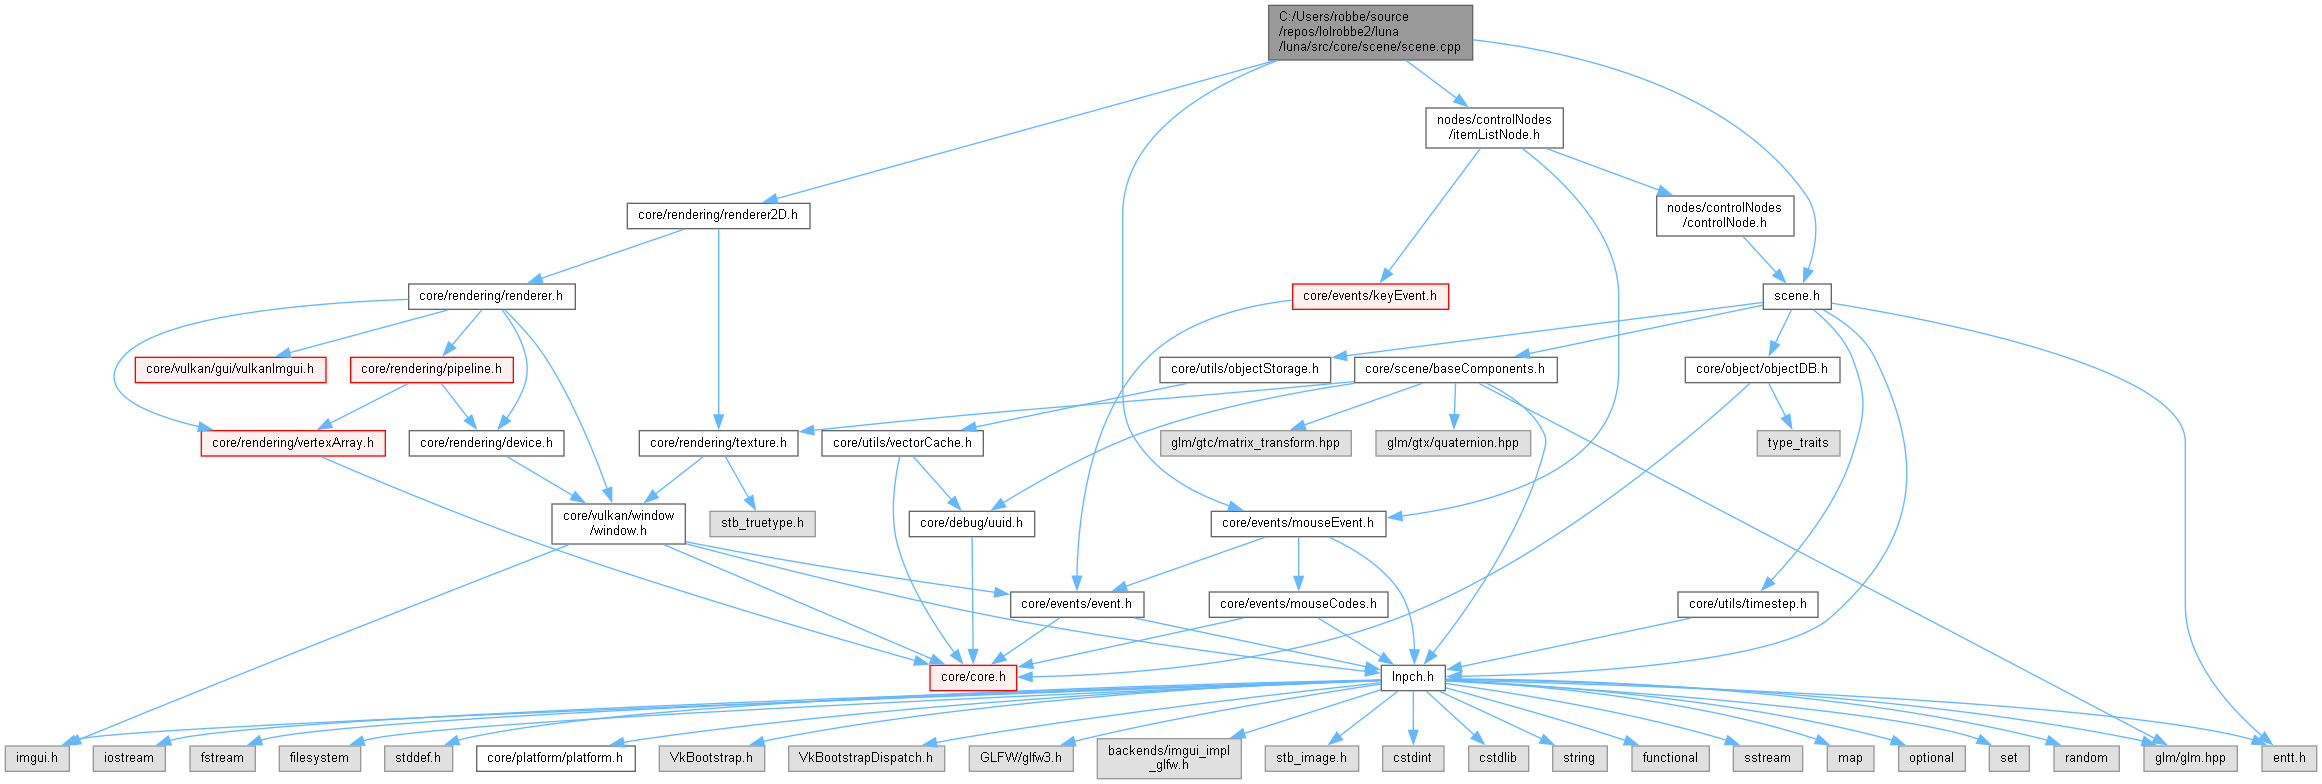 C:/Users/robbe/source
/repos/lolrobbe2/luna
/luna/src/core/scene/scene.cpp
nodes/controlNodes
/itemListNode.h
nodes/controlNodes
/controlNode.h
core/rendering/renderer2D.h
core/rendering/renderer.h
core/events/keyEvent.h
scene.h
core/vulkan/gui/vulkanImgui.h
core/rendering/pipeline.h
core/utils/objectStorage.h
core/scene/baseComponents.h
core/object/objectDB.h
core/rendering/vertexArray.h
core/rendering/device.h
core/rendering/texture.h
core/utils/vectorCache.h
glm/gtc/matrix_transform.hpp
glm/gtx/quaternion.hpp
type_traits
core/vulkan/window
/window.h
stb_truetype.h
core/debug/uuid.h
core/events/mouseEvent.h
core/events/event.h
core/events/mouseCodes.h
core/utils/timestep.h
core/core.h
lnpch.h
imgui.h
iostream
fstream
filesystem
stddef.h
core/platform/platform.h
VkBootstrap.h
VkBootstrapDispatch.h
GLFW/glfw3.h
backends/imgui_impl
_glfw.h
stb_image.h
cstdint
cstdlib
string
functional
sstream
map
optional
set
random
glm/glm.hpp
entt.h